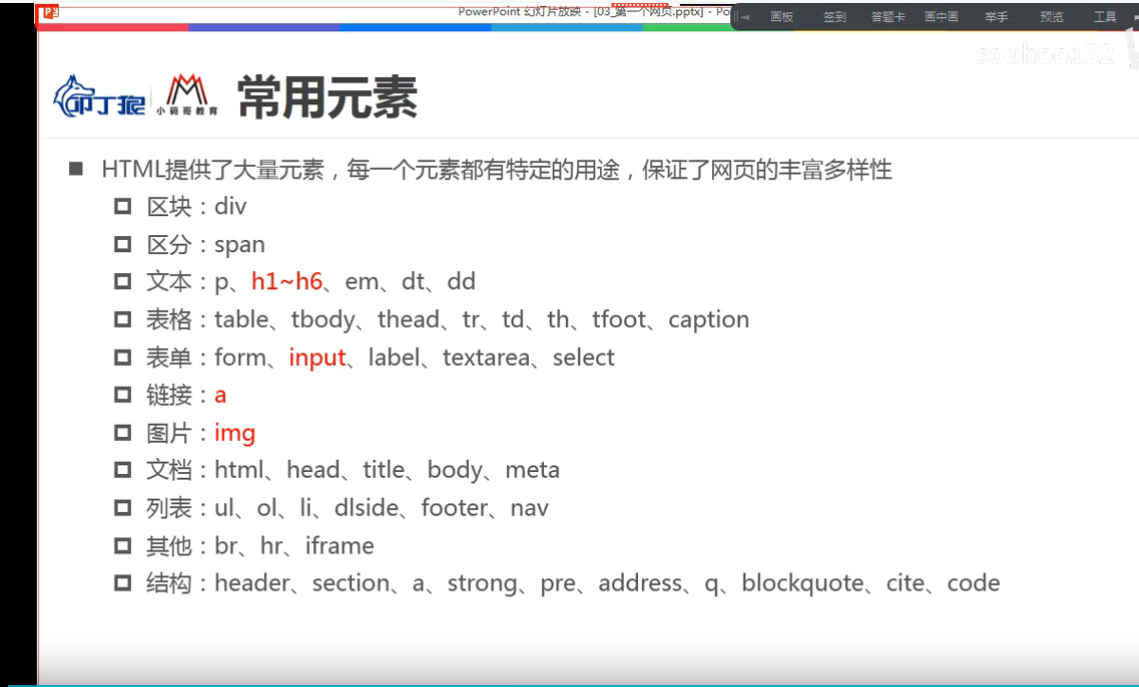 PowerPoint 幻灯片放映 - [03_第一个网页.pptx] - Po
画板 签到 答题卡 画中画 举手 预览 工具
souhoo132
叩丁狼 小码哥教育 常用元素
■ HTML提供了大量元素，每一个元素都有特定的用途，保证了网页的丰富多样性
区块：div
区分：span
文本：p、h1~h6、em、dt、dd
表格：table、tbody、thead、tr、td、th、tfoot、caption
表单：form、input、label、textarea、select
链接：a
图片：img
文档：html、head、title、body、meta
列表：ul、ol、li、dlside、footer、nav
其他：br、hr、iframe
结构：header、section、a、strong、pre、address、q、blockquote、cite、code